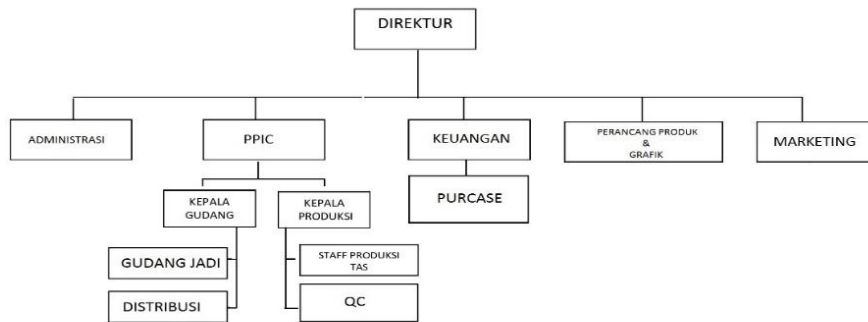 DIREKTUR
ADMINISTRASI
PPIC
KEUANGAN
PERANCANG PRODUK
&
GRAFIK
MARKETING
KEPALA
GUDANG
KEPALA
PRODUKSI
PURCASE
GUDANG JADI
STAFF PRODUKSI
TAS
DISTRIBUSI
QC